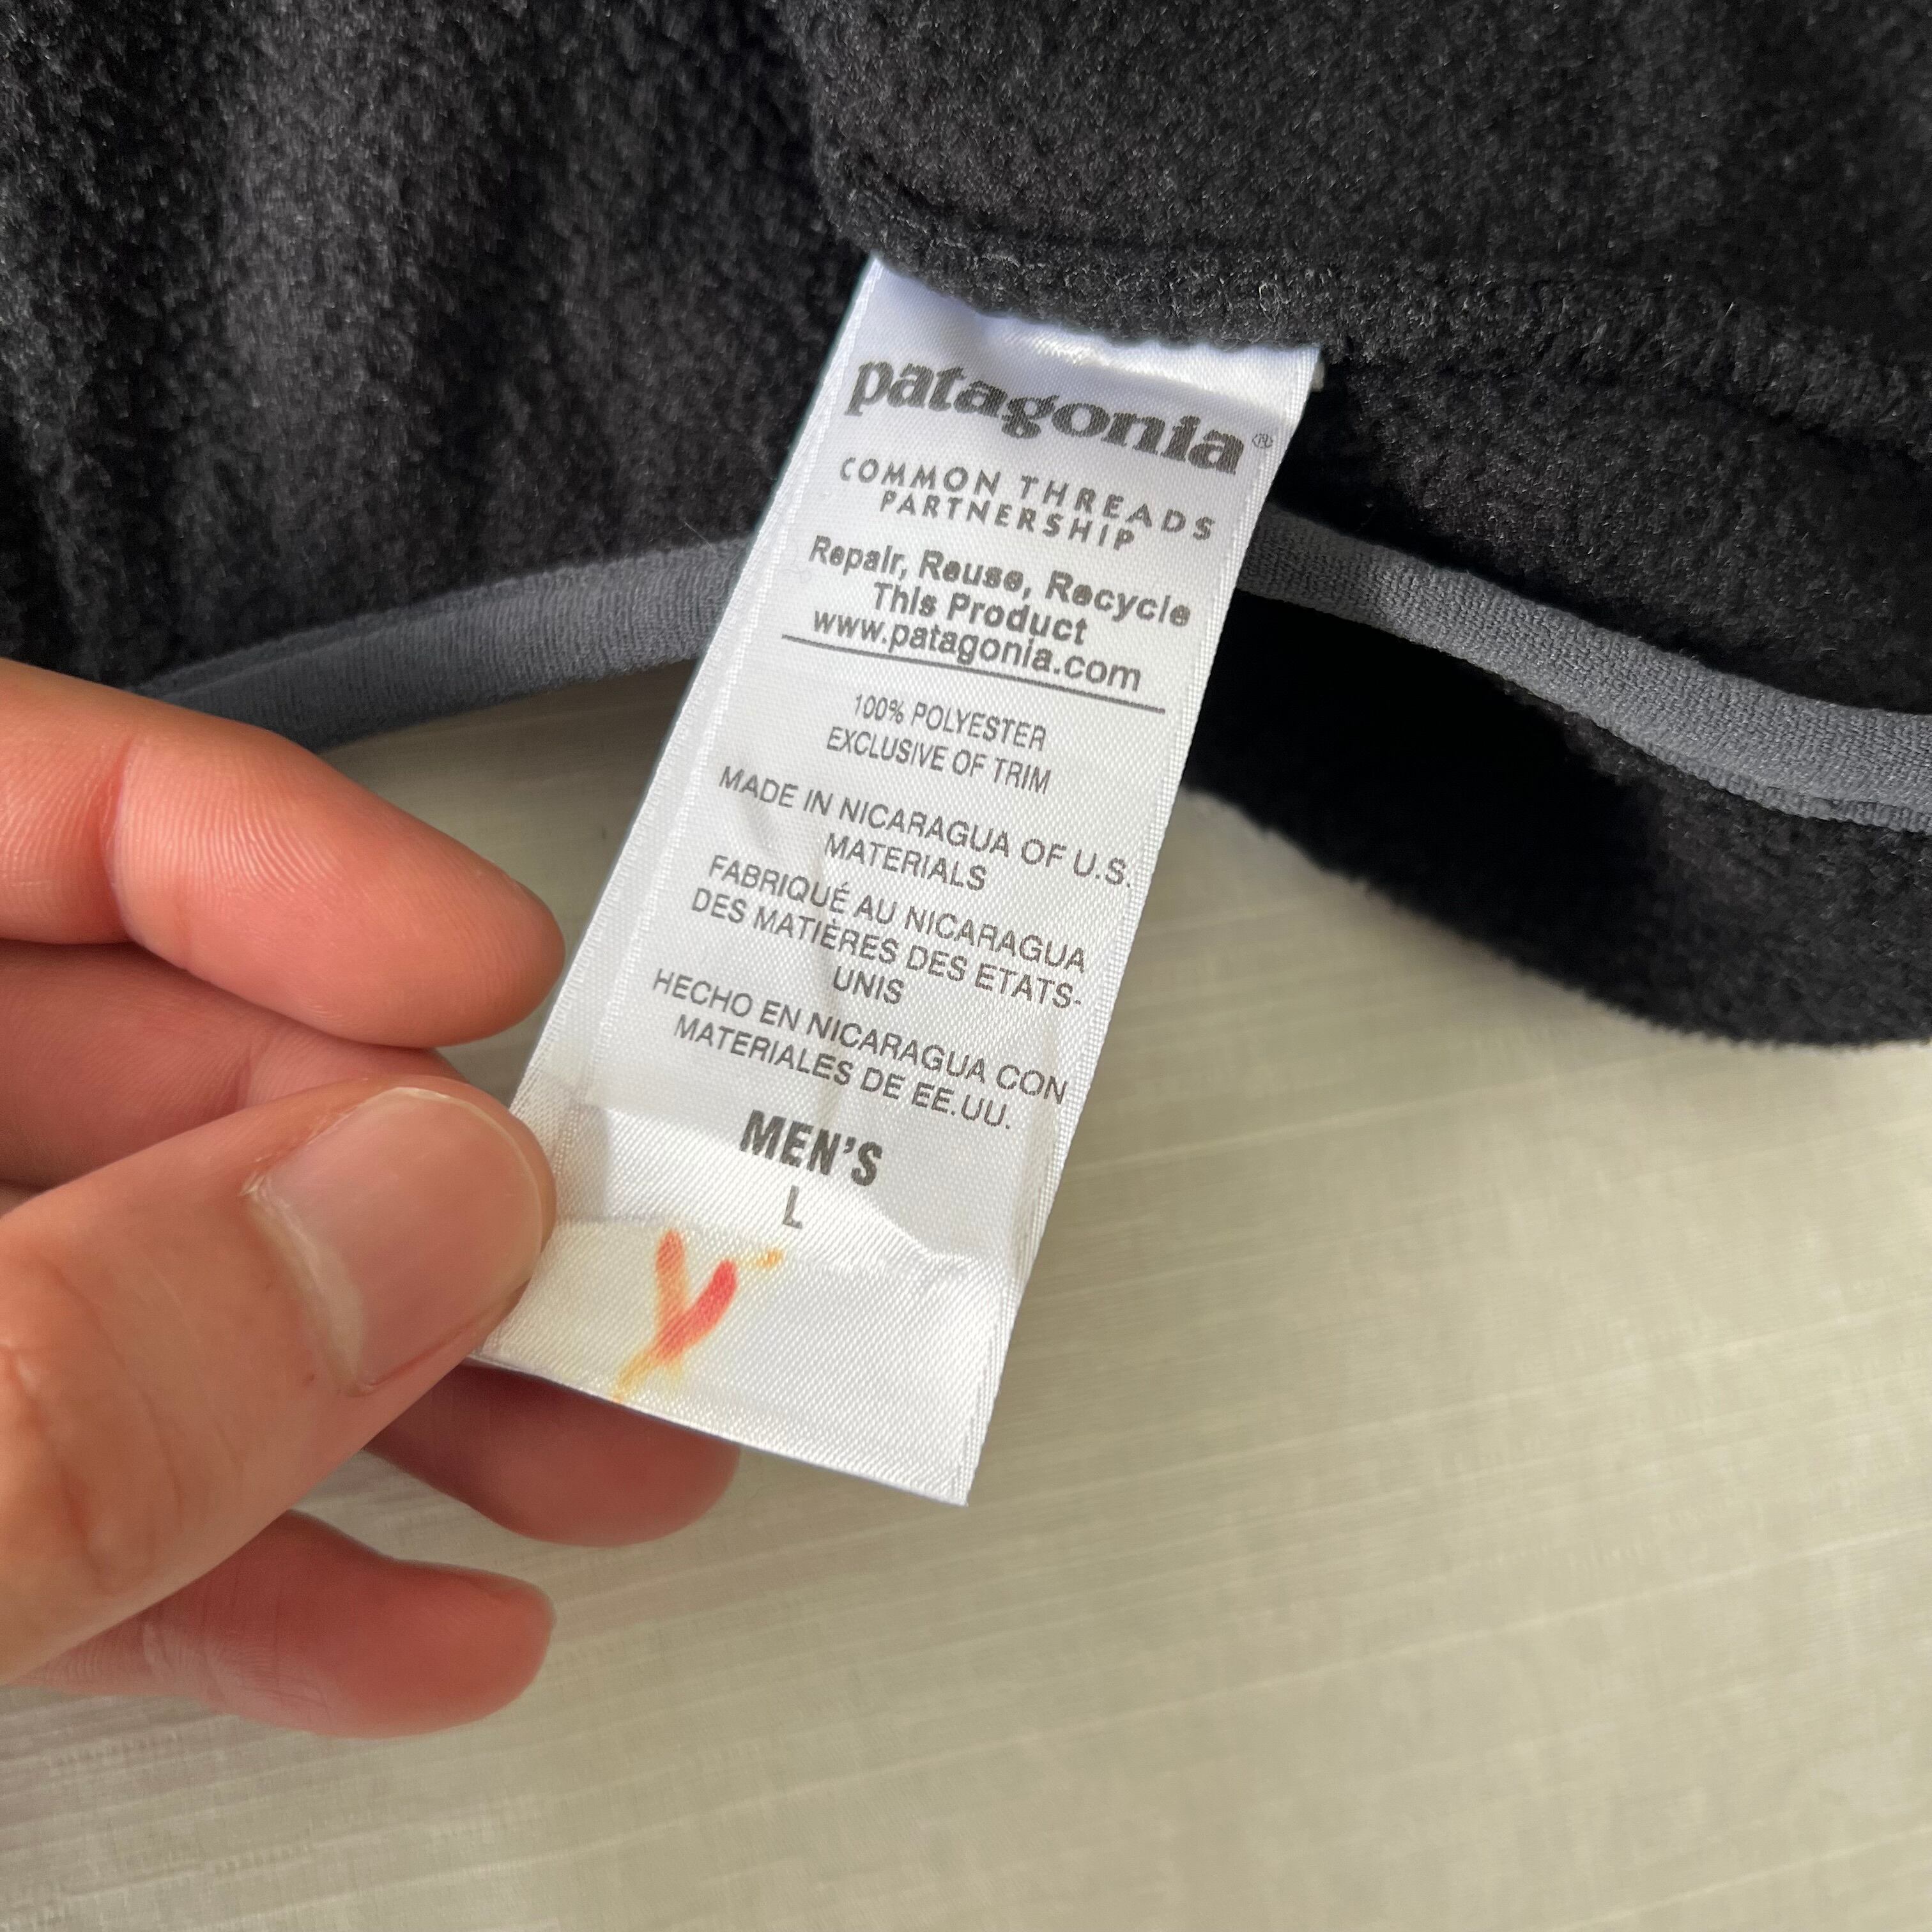 patagonia®
COMMON THREADS
PARTNERSHIP
Repair, Reuse, Recycle
This Product
www.patagonia.com
100% POLYESTER
EXCLUSIVE OF TRIM
MADE IN NICARAGUA OF U.S.
MATERIALS
FABRIQUÉ AU NICARAGUA
DES MATIÈRES DES ETATS-
UNIS
HECHO EN NICARAGUA CON
MATERIALES DE EE.UU.
MEN'S
L